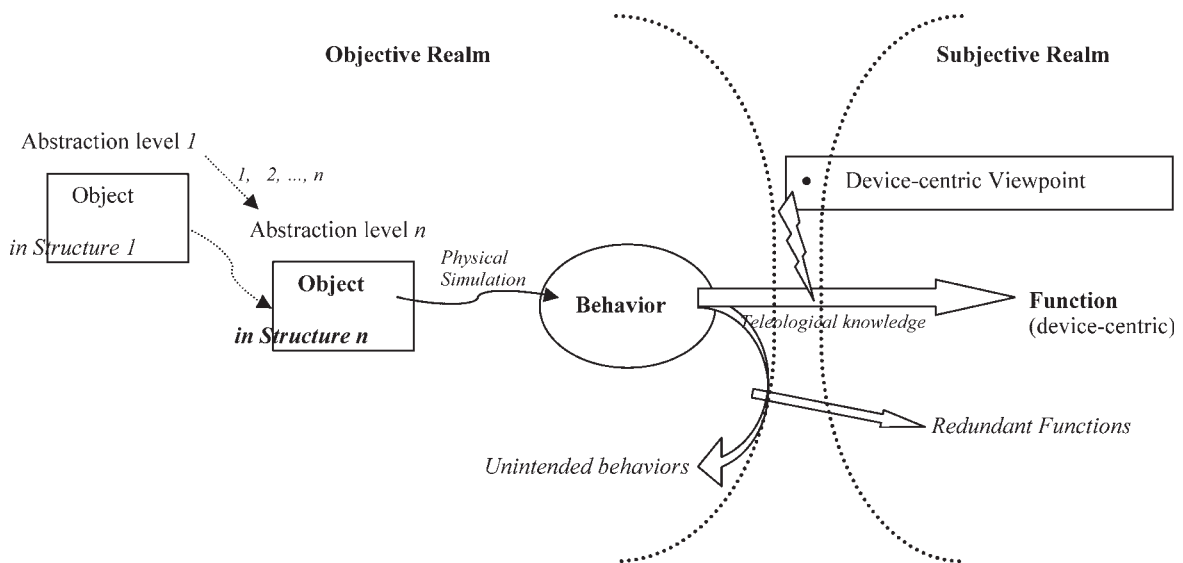 Objective Realm
Subjective Realm
Abstraction level 1
1, 2, ..., n
Object
in Structure 1
Abstraction level n
Device-centric Viewpoint
Physical
Simulation
Object
in Structure n
Behavior
Teleological knowledge
Function
(device-centric)
Redundant Functions
Unintended behaviors